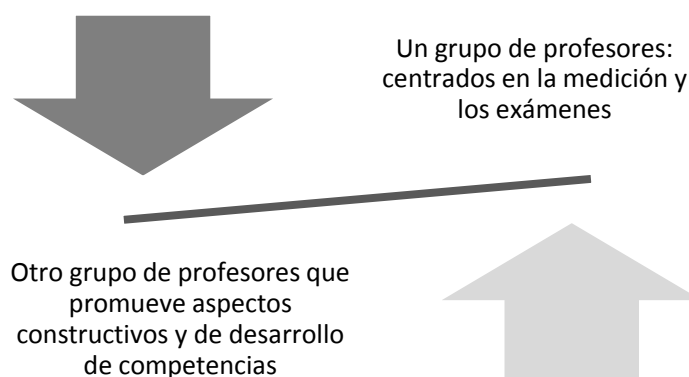 Un grupo de profesores:
centrados en la medición y
los exámenes
Otro grupo de profesores que
promueve aspectos
constructivos y de desarrollo
de competencias